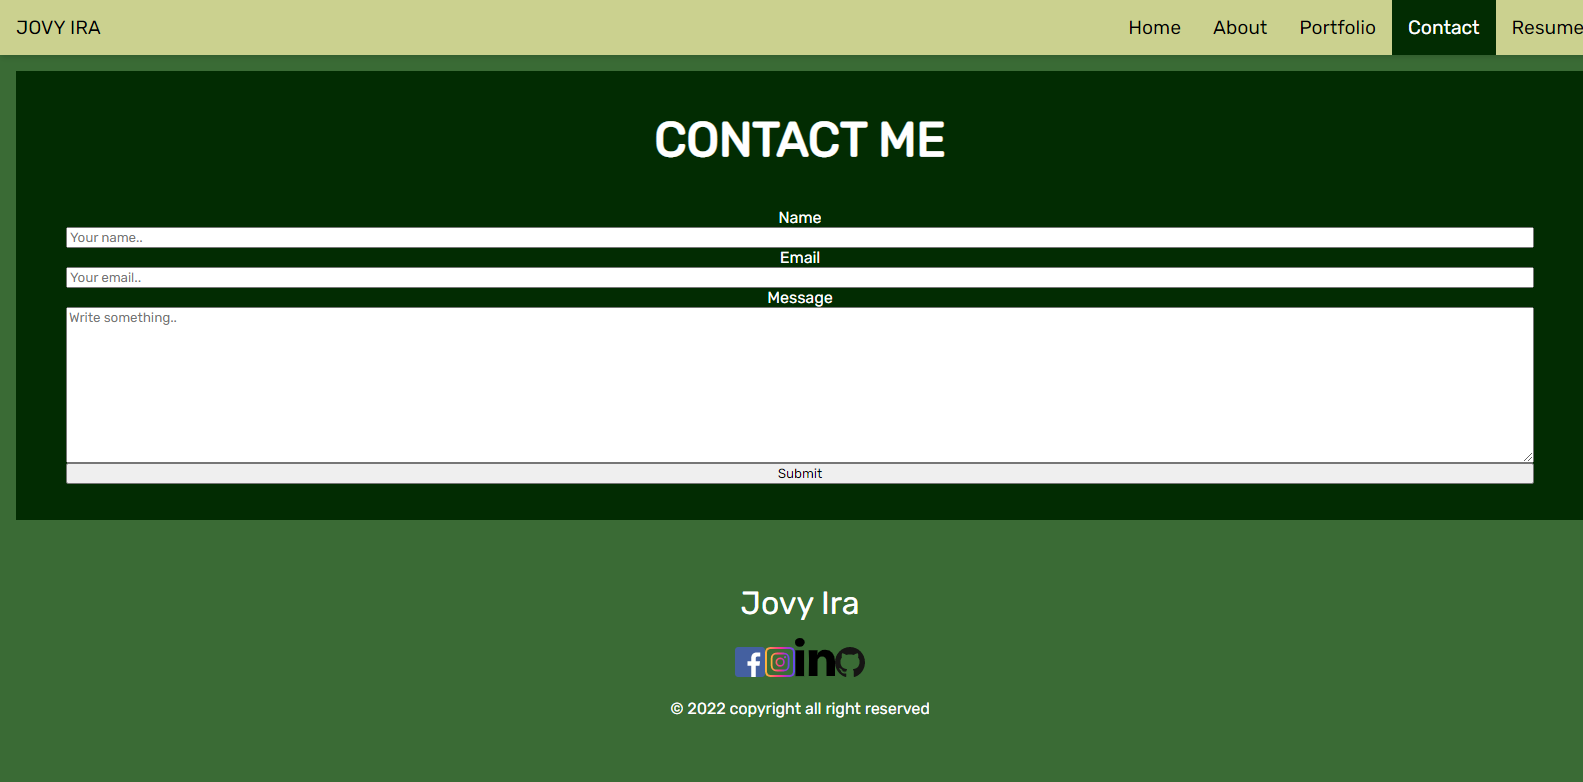 JOVY IRA Home About Portfolio Contact Resume
CONTACT ME
Name
Your name..
Email
Your email..
Message
Write something..
Submit
Jovy Ira
f in
© 2022 copyright all right reserved